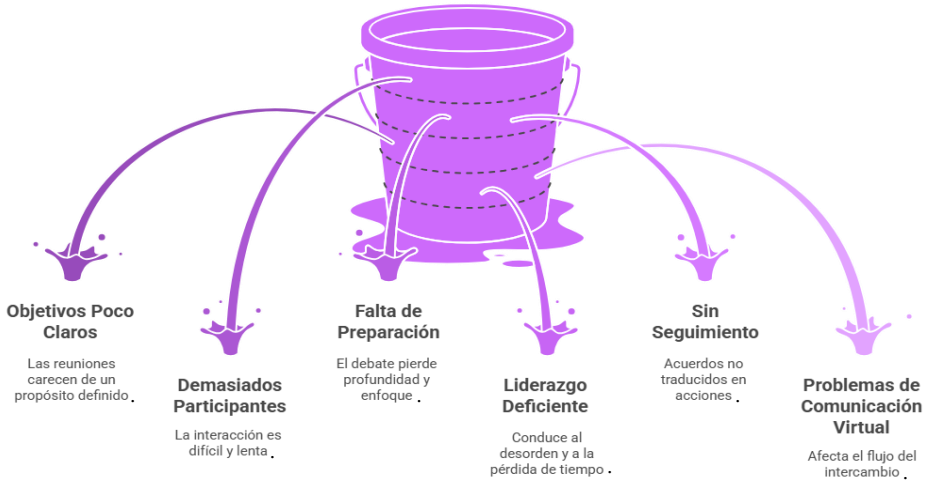 Objetivos Poco
Claros
Las reuniones
carecen de un
propósito definido.
Demasiados
Participantes
La interacción es
difícil y lenta.
Falta de
Preparación
El debate pierde
profundidad y
enfoque.
Liderazgo
Deficiente
Conduce al
desorden y a la
pérdida de tiempo.
Sin
Seguimiento
Acuerdos no
traducidos en
acciones.
Problemas de
Comunicación
Virtual
Afecta el flujo del
intercambio.